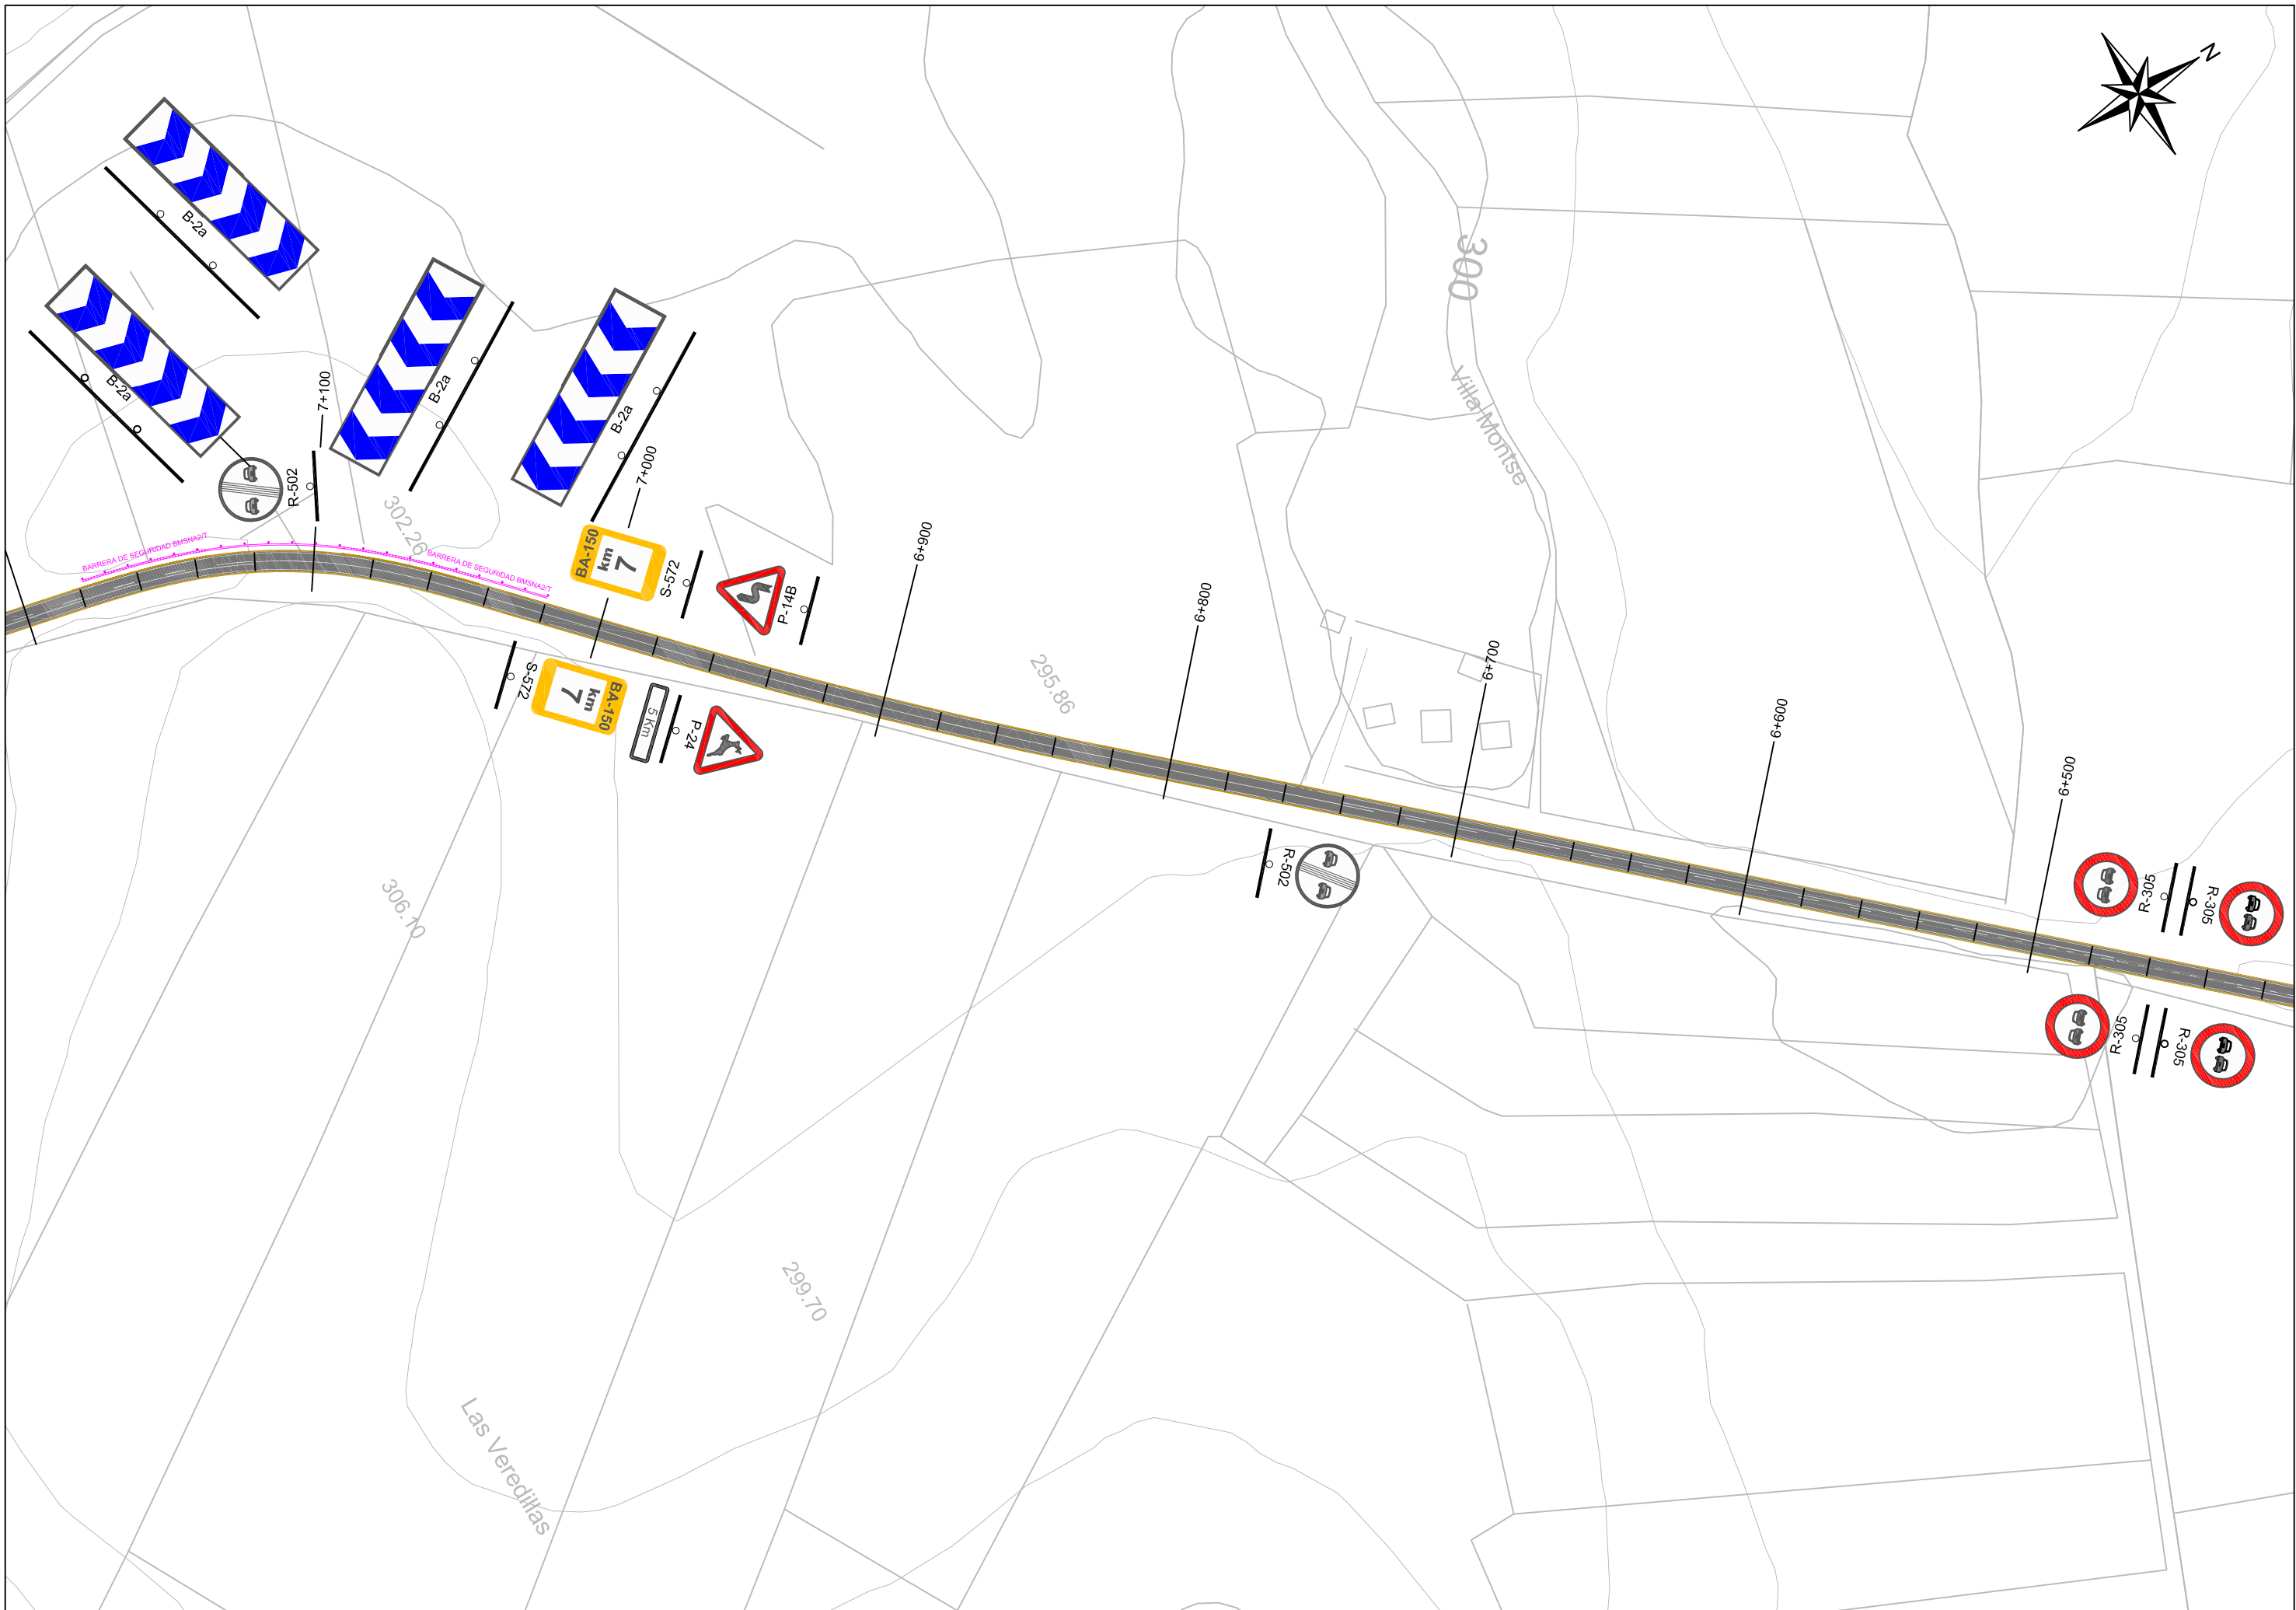 N
B-2a
B-2a
B-2a
B-2a
300
Villa Montse
7+100
R-502
302.26
7+000
BARRERA DE SEGURIDAD BMSNA2/T
BARRERA DE SEGURIDAD BMSNA2/T
BA-150
km
7
S-572
P-14B
6+900
6+800
6+700
6+600
6+500
295.86
S-572
BA-150
km
7
5 Km
P-24
R-502
R-305
R-305
R-305
R-305
306.10
299.70
Las Veredillas